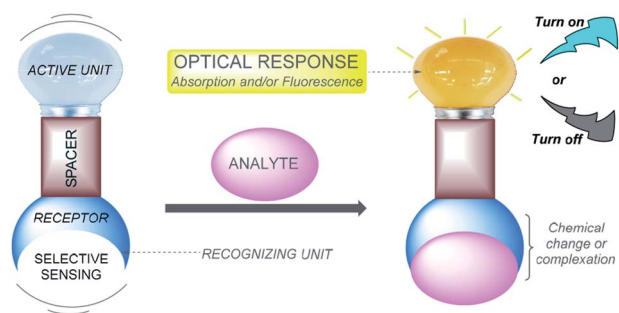 ACTIVE UNIT
SPACER
RECEPTOR
SELECTIVE
SENSING
RECOGNIZING UNIT
OPTICAL RESPONSE
Absorption and/or Fluorescence
ANALYTE
Turn on
or
Turn off
Chemical
change or
complexation